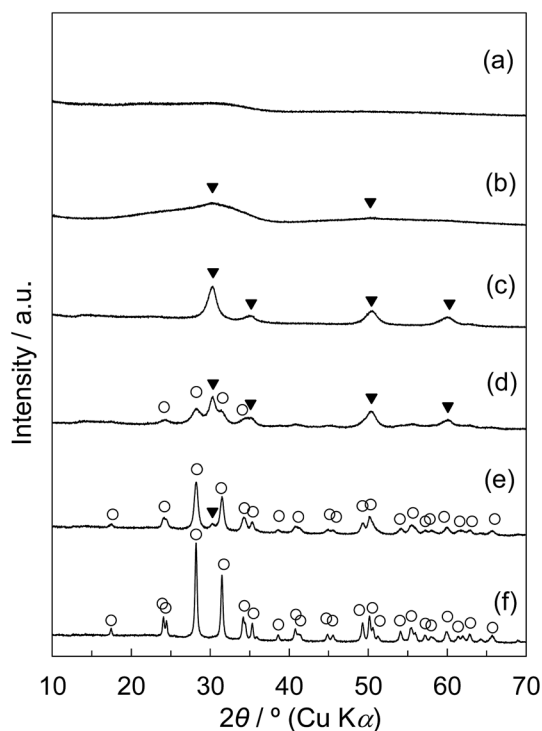 (a)
(b)
(c)
(d)
(e)
(f)
Intensity / a.u.
10 20 30 40 50 60 70
2θ / º (Cu Kα)